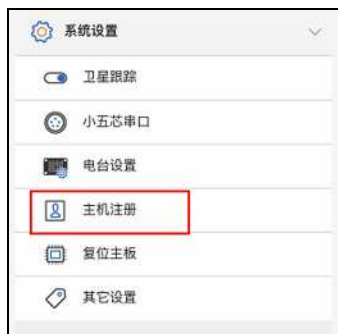 系统设置
卫星跟踪
小五芯串口
电台设置
主机注册
复位主板
其它设置